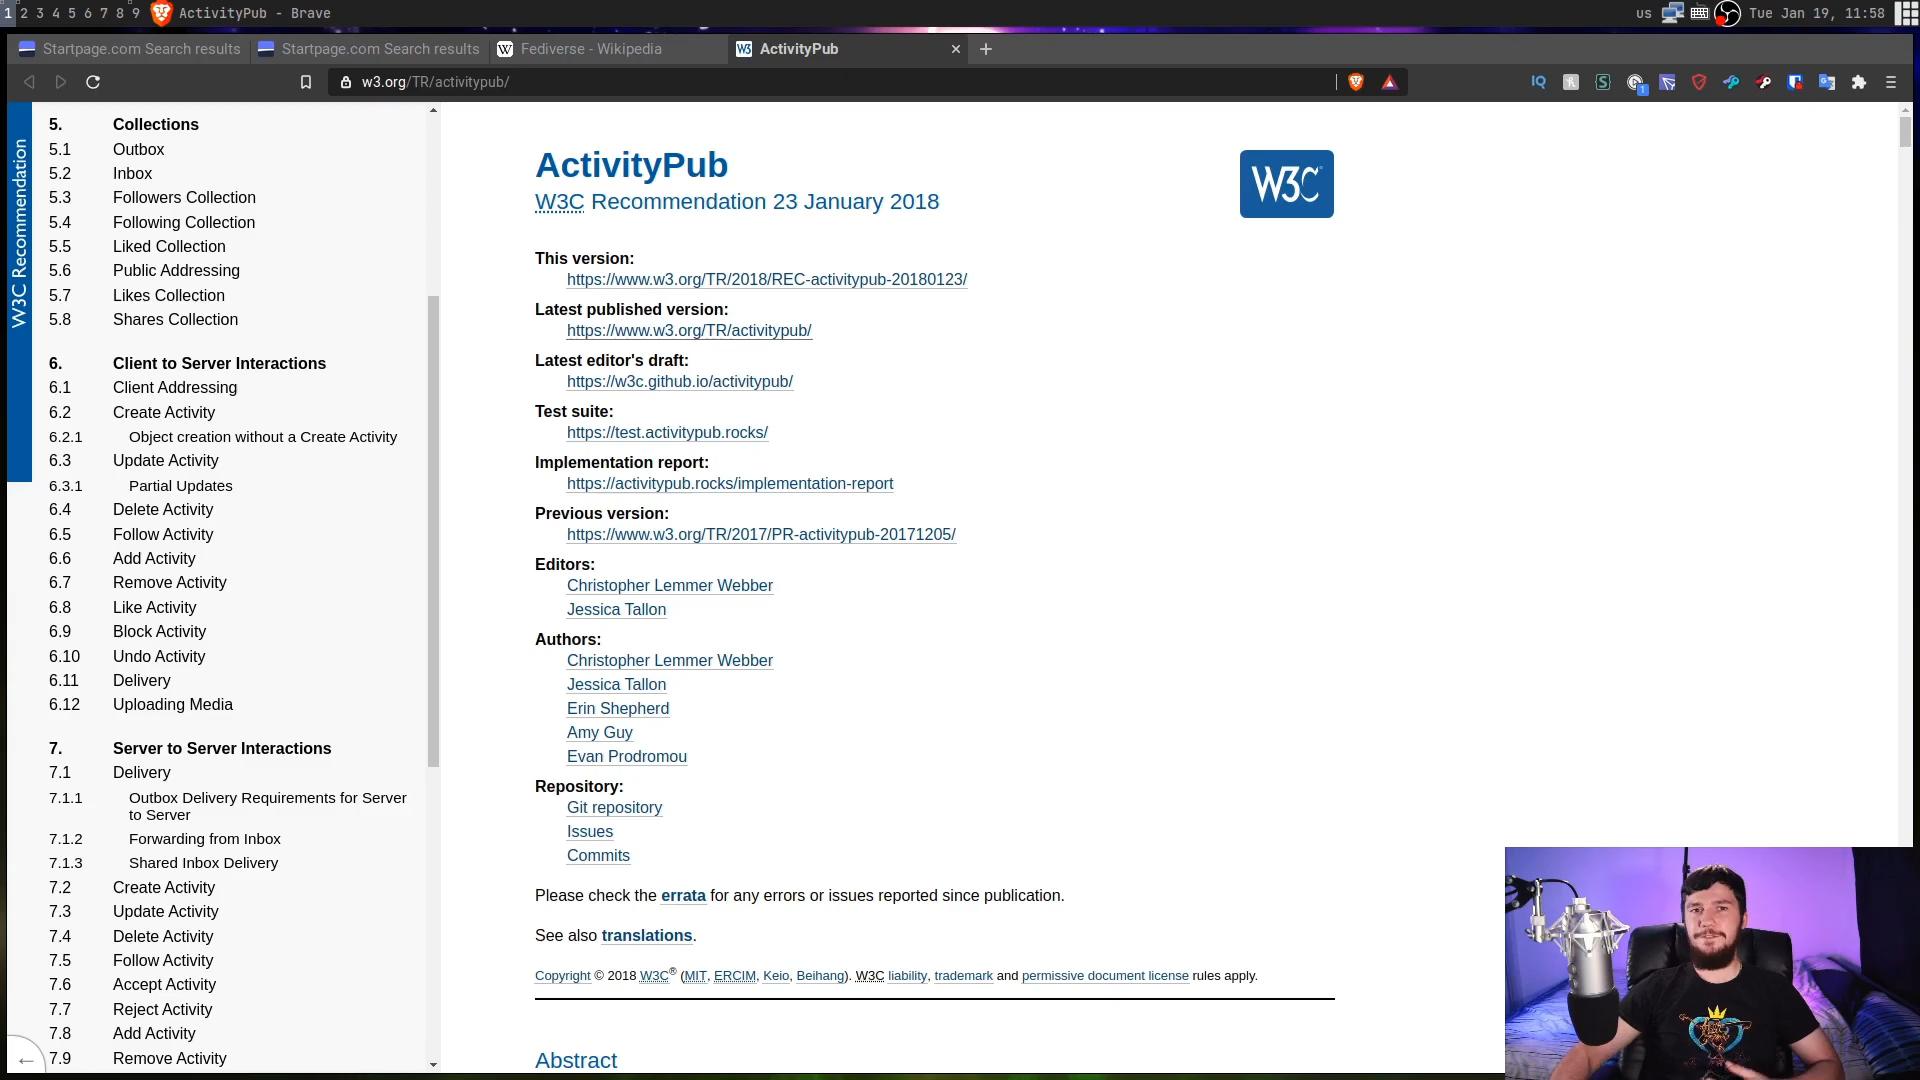 1 2 3 4 5 6 7 8 9 ActivityPub - Brave
us Tue Jan 19, 11:58
Startpage.com Search results
Startpage.com Search results
Fediverse - Wikipedia
ActivityPub
w3.org/TR/activitypub/
W3C Recommendation
5. Collections
5.1 Outbox
5.2 Inbox
5.3 Followers Collection
5.4 Following Collection
5.5 Liked Collection
5.6 Public Addressing
5.7 Likes Collection
5.8 Shares Collection
6. Client to Server Interactions
6.1 Client Addressing
6.2 Create Activity
6.2.1 Object creation without a Create Activity
6.3 Update Activity
6.3.1 Partial Updates
6.4 Delete Activity
6.5 Follow Activity
6.6 Add Activity
6.7 Remove Activity
6.8 Like Activity
6.9 Block Activity
6.10 Undo Activity
6.11 Delivery
6.12 Uploading Media
7. Server to Server Interactions
7.1 Delivery
7.1.1 Outbox Delivery Requirements for Server
to Server
7.1.2 Forwarding from Inbox
7.1.3 Shared Inbox Delivery
7.2 Create Activity
7.3 Update Activity
7.4 Delete Activity
7.5 Follow Activity
7.6 Accept Activity
7.7 Reject Activity
7.8 Add Activity
7.9 Remove Activity
ActivityPub
W3C Recommendation 23 January 2018
W3C
This version:
https://www.w3.org/TR/2018/REC-activitypub-20180123/
Latest published version:
https://www.w3.org/TR/activitypub/
Latest editor's draft:
https://w3c.github.io/activitypub/
Test suite:
https://test.activitypub.rocks/
Implementation report:
https://activitypub.rocks/implementation-report
Previous version:
https://www.w3.org/TR/2017/PR-activitypub-20171205/
Editors:
Christopher Lemmer Webber
Jessica Tallon
Authors:
Christopher Lemmer Webber
Jessica Tallon
Erin Shepherd
Amy Guy
Evan Prodromou
Repository:
Git repository
Issues
Commits
Please check the errata for any errors or issues reported since publication.
See also translations.
Copyright © 2018 W3C® (MIT, ERCIM, Keio, Beihang). W3C liability, trademark and permissive document license rules apply.
Abstract